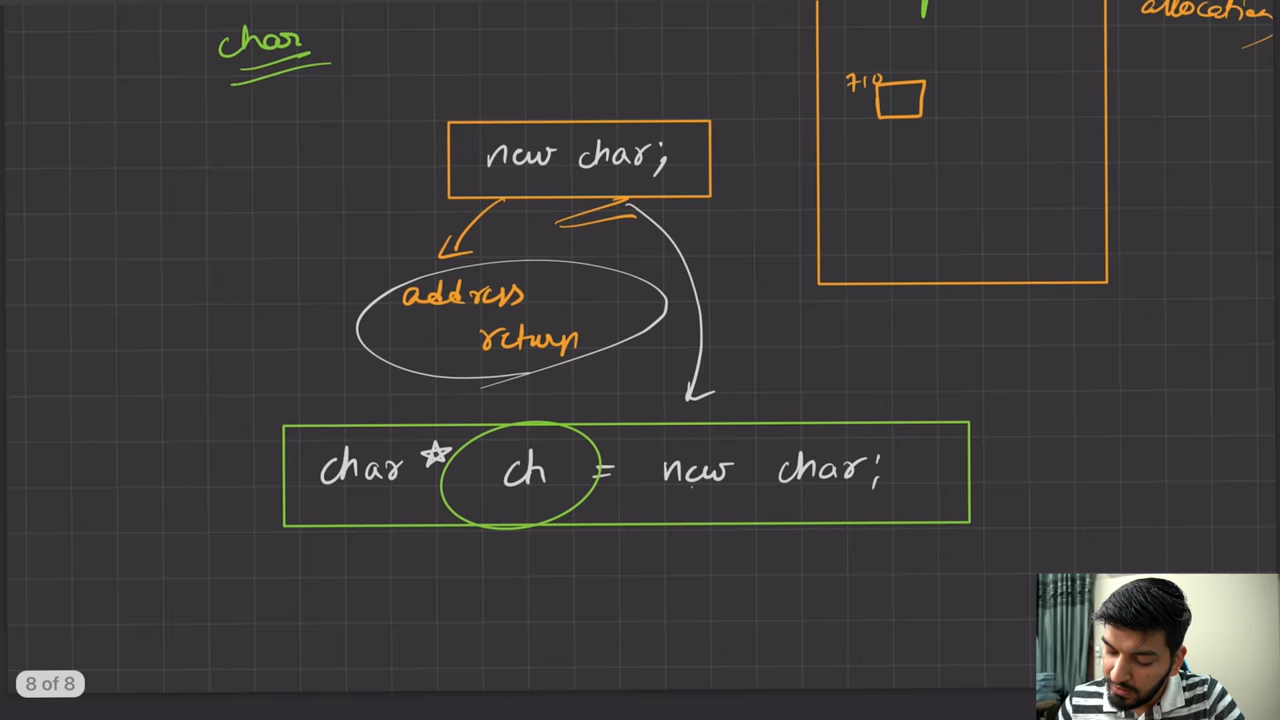 allocation
char
710
new char;
address
return
char * ch = new char;
8 of 8